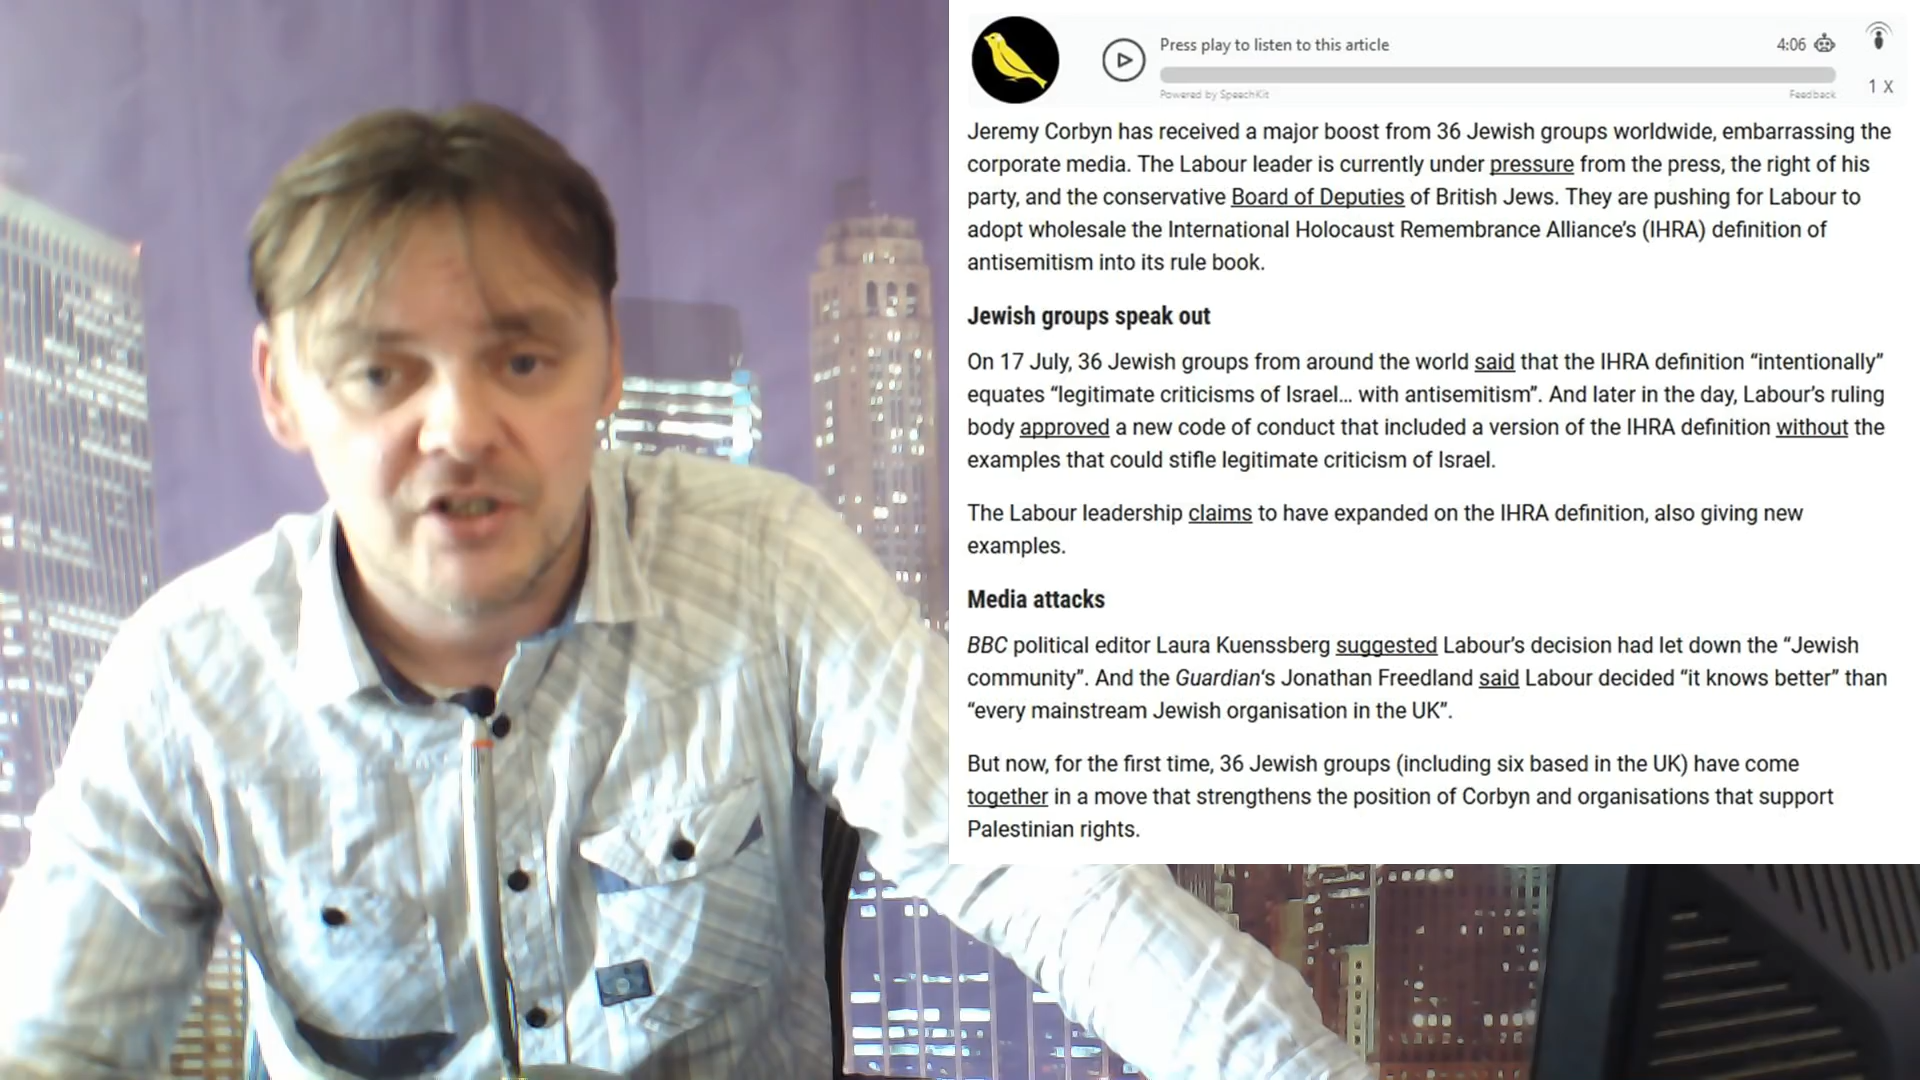 Press play to listen to this article
4:06
Powered by SpeechKit
Feedback
1 X
Jeremy Corbyn has received a major boost from 36 Jewish groups worldwide, embarrassing the
corporate media. The Labour leader is currently under pressure from the press, the right of his
party, and the conservative Board of Deputies of British Jews. They are pushing for Labour to
adopt wholesale the International Holocaust Remembrance Alliance’s (IHRA) definition of
antisemitism into its rule book.
Jewish groups speak out
On 17 July, 36 Jewish groups from around the world said that the IHRA definition “intentionally”
equates “legitimate criticisms of Israel… with antisemitism”. And later in the day, Labour’s ruling
body approved a new code of conduct that included a version of the IHRA definition without the
examples that could stifle legitimate criticism of Israel.
The Labour leadership claims to have expanded on the IHRA definition, also giving new
examples.
Media attacks
BBC political editor Laura Kuenssberg suggested Labour’s decision had let down the “Jewish
community”. And the Guardian‘s Jonathan Freedland said Labour decided “it knows better” than
“every mainstream Jewish organisation in the UK”.
But now, for the first time, 36 Jewish groups (including six based in the UK) have come
together in a move that strengthens the position of Corbyn and organisations that support
Palestinian rights.